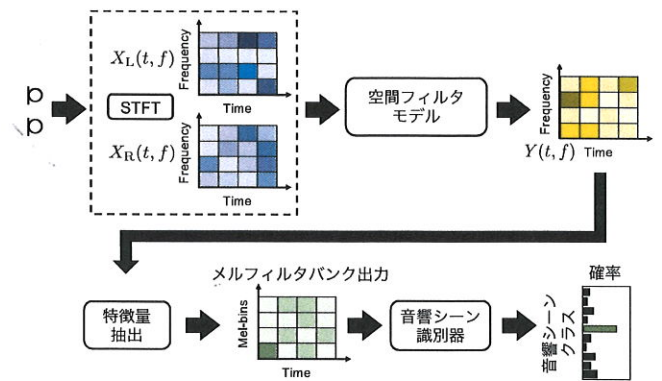 X_L(t, f)
Frequency
Time
STFT
X_R(t, f)
Frequency
Time
空間フィルタ
モデル
Frequency
Y(t, f) Time
メルフィルタバンク出力
特徴量
抽出
Mel-bins
Time
音響シーン
識別器
確率
音響シーン
クラス